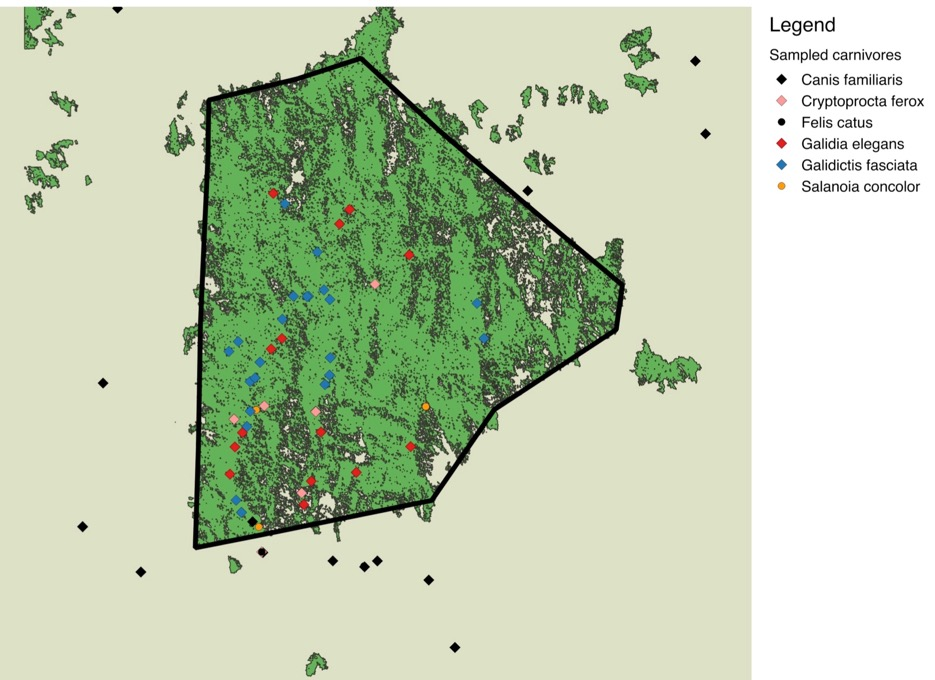 Legend
Sampled carnivores
Canis familiaris
Cryptoprocta ferox
Felis catus
Galidia elegans
Galidictis fasciata
Salanoia concolor